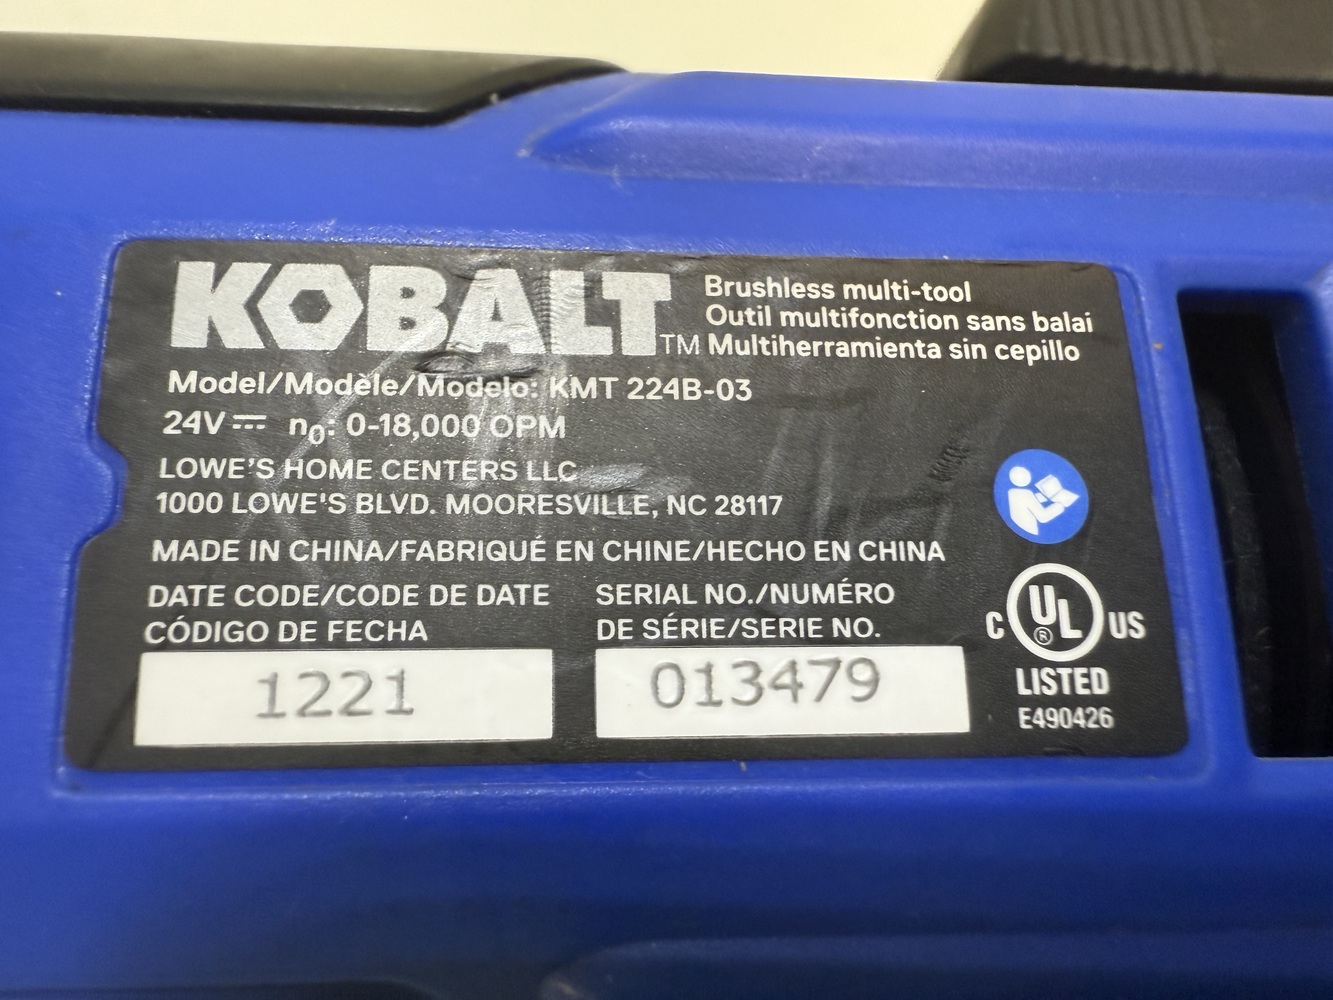 KOBALT™
Brushless multi-tool
Outil multifonction sans balai
Multiherramienta sin cepillo
Model/Modèle/Modelo: KMT 224B-03
24V⎓ n₀: 0-18,000 OPM
LOWE'S HOME CENTERS LLC
1000 LOWE'S BLVD. MOORESVILLE, NC 28117
MADE IN CHINA/FABRIQUÉ EN CHINE/HECHO EN CHINA
DATE CODE/CODE DE DATE
CÓDIGO DE FECHA
1221
SERIAL NO./NUMÉRO
DE SÉRIE/SERIE NO.
013479
C UL® US
LISTED
E490426